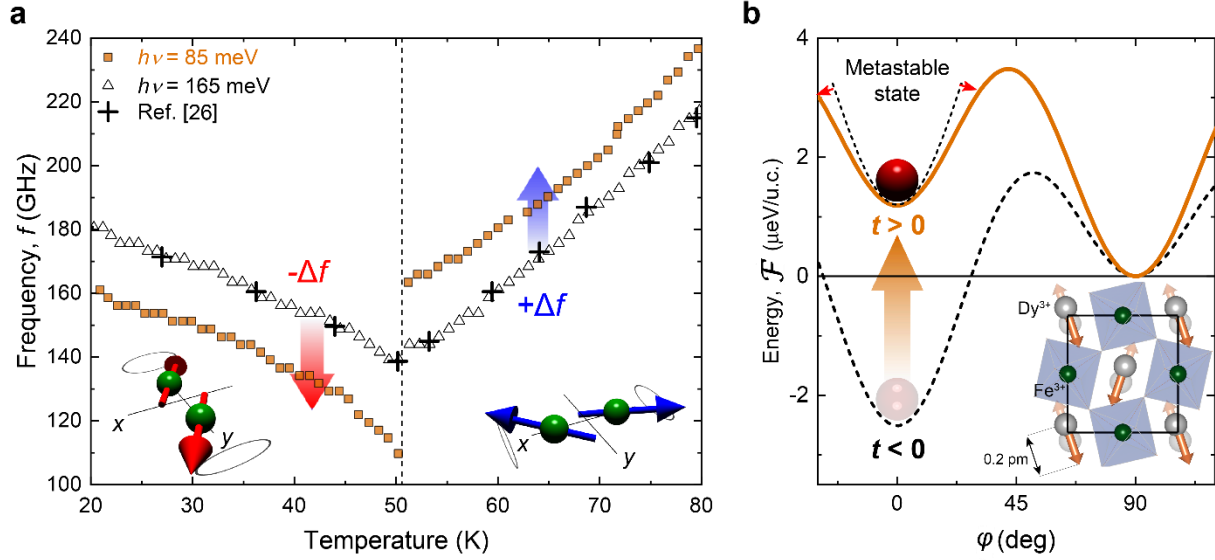 a
b
hν = 85 meV
hν = 165 meV
Ref. [26]
-Δf
+Δf
x
y
x
y
240
220
200
180
160
140
120
100
Frequency, f (GHz)
20
30
40
50
60
70
80
Temperature (K)
Metastable
state
t > 0
t < 0
Dy³⁺
Fe³⁺
0.2 pm
4
2
0
-2
Energy, ℱ (μeV/u.c.)
0
45
90
φ (deg)